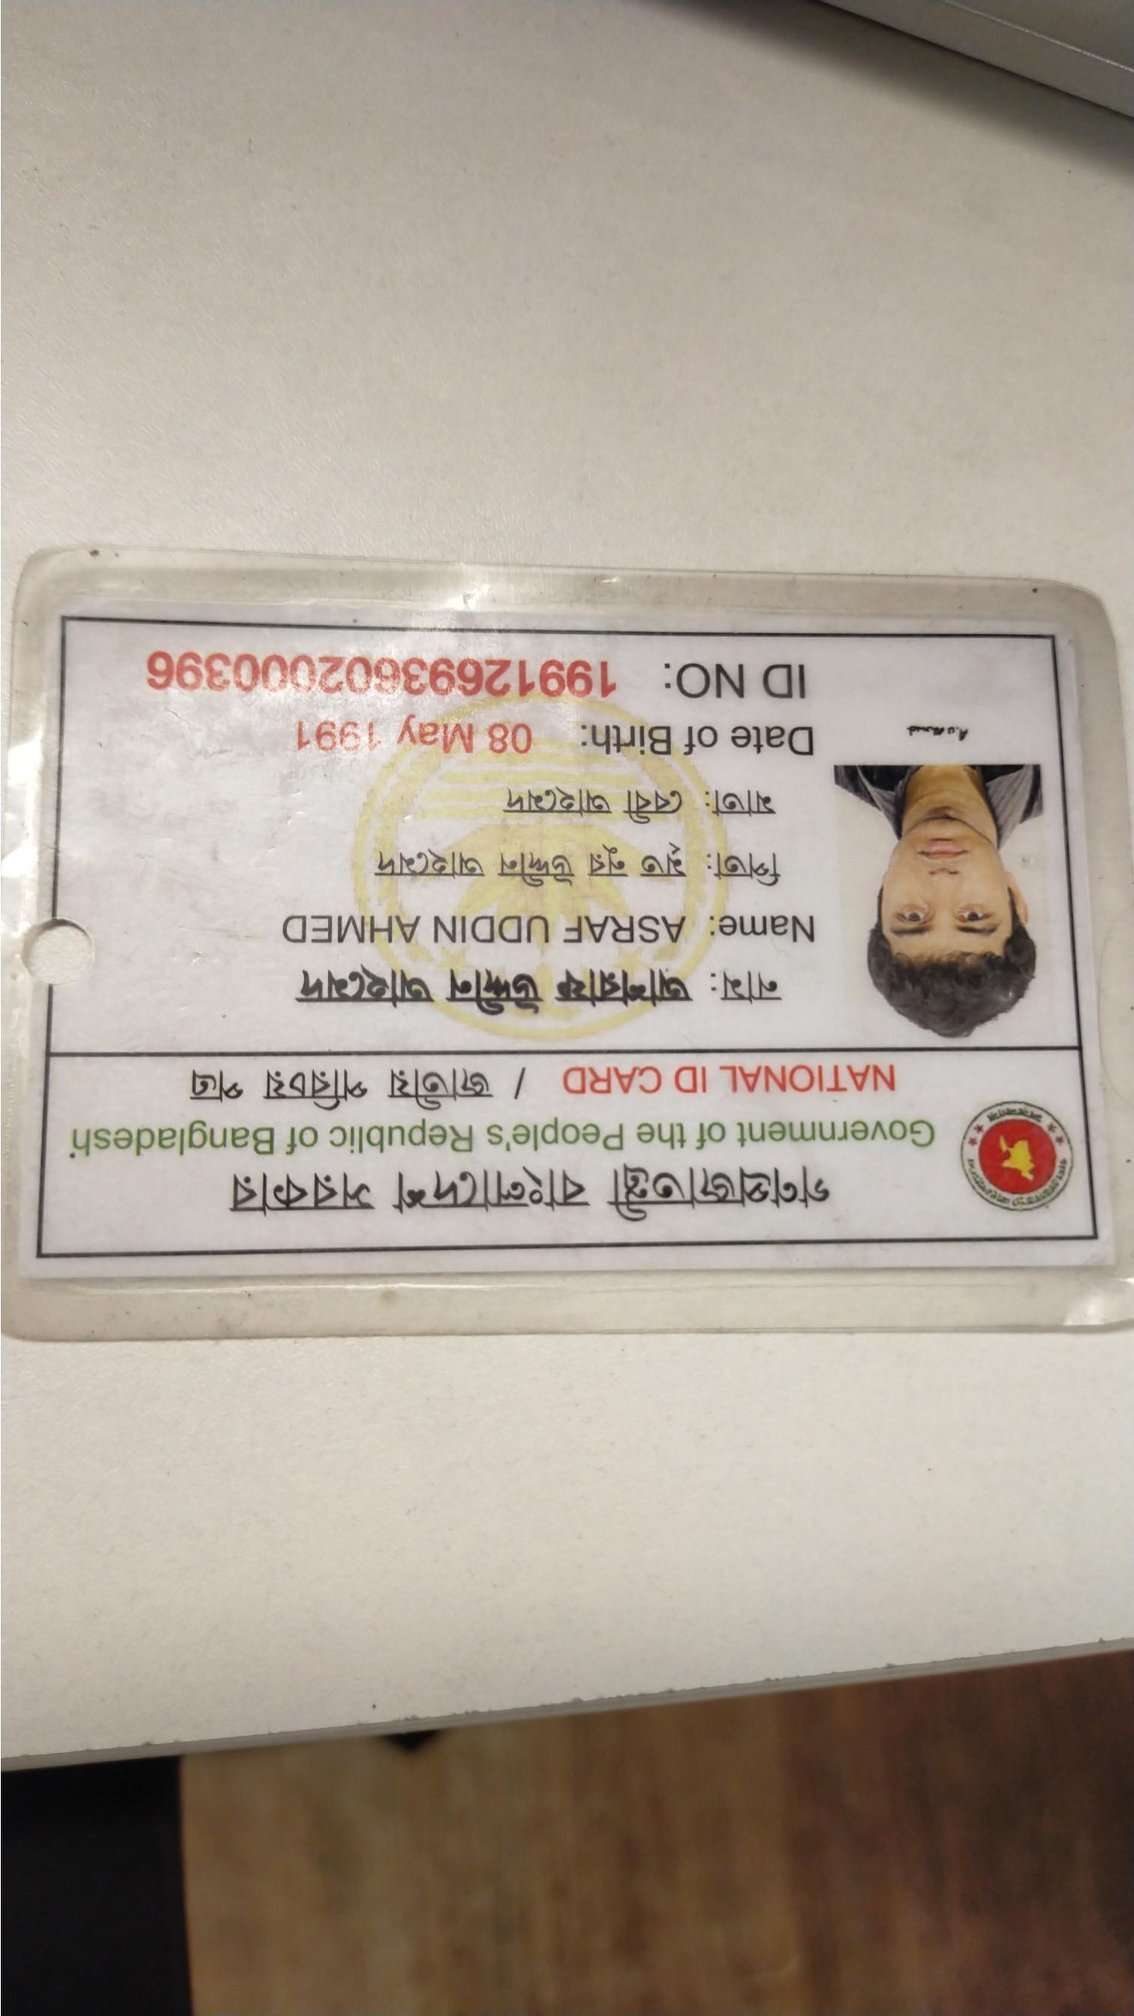 গণপ্রজাতন্ত্রী বাংলাদেশ সরকার
Government of the People's Republic of Bangladesh
NATIONAL ID CARD / জাতীয় পরিচয় পত্র
নাম: আশরাফ উদ্দীন আহমেদ
Name: ASRAF UDDIN AHMED
পিতা: মৃত নুর উদ্দীন আহমেদ
মাতা: বেবী আহমেদ
Date of Birth: 08 May 1991
ID NO: 19912693602000396